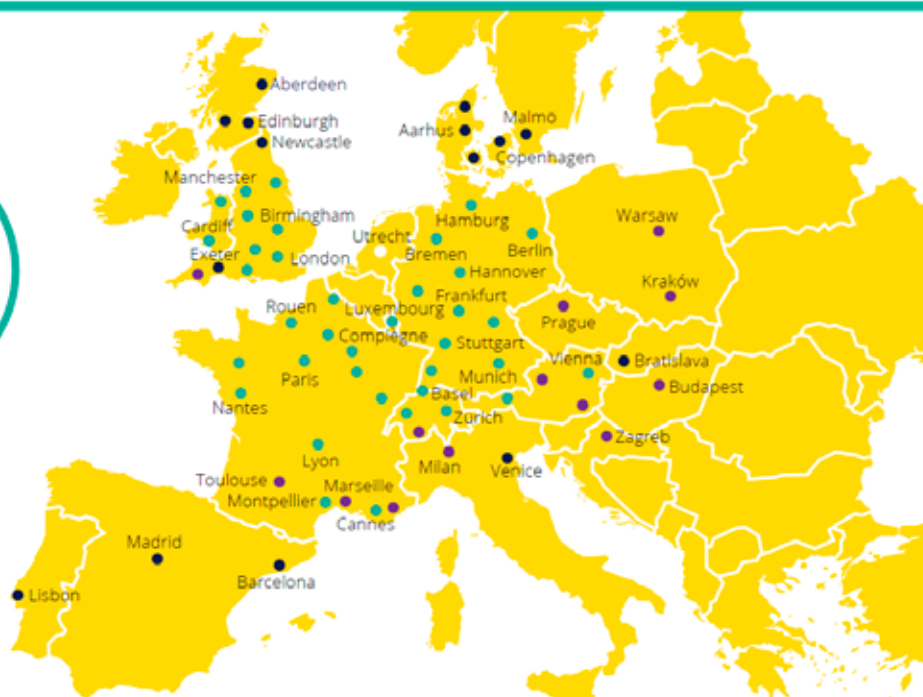 Aberdeen
Edinburgh
Newcastle
Manchester
Birmingham
Cardiff
Exeter
London
Aarhus
Malmo
Copenhagen
Hamburg
Utrecht
Bremen
Berlin
Hannover
Warsaw
Kraków
Rouen
Luxembourg
Frankfurt
Prague
Compiegne
Stuttgart
Paris
Munich
Vienna
Bratislava
Budapest
Nantes
Basel
Zurich
Zagreb
Lyon
Milan
Venice
Toulouse
Marseille
Montpellier
Cannes
Madrid
Barcelona
Lisbon